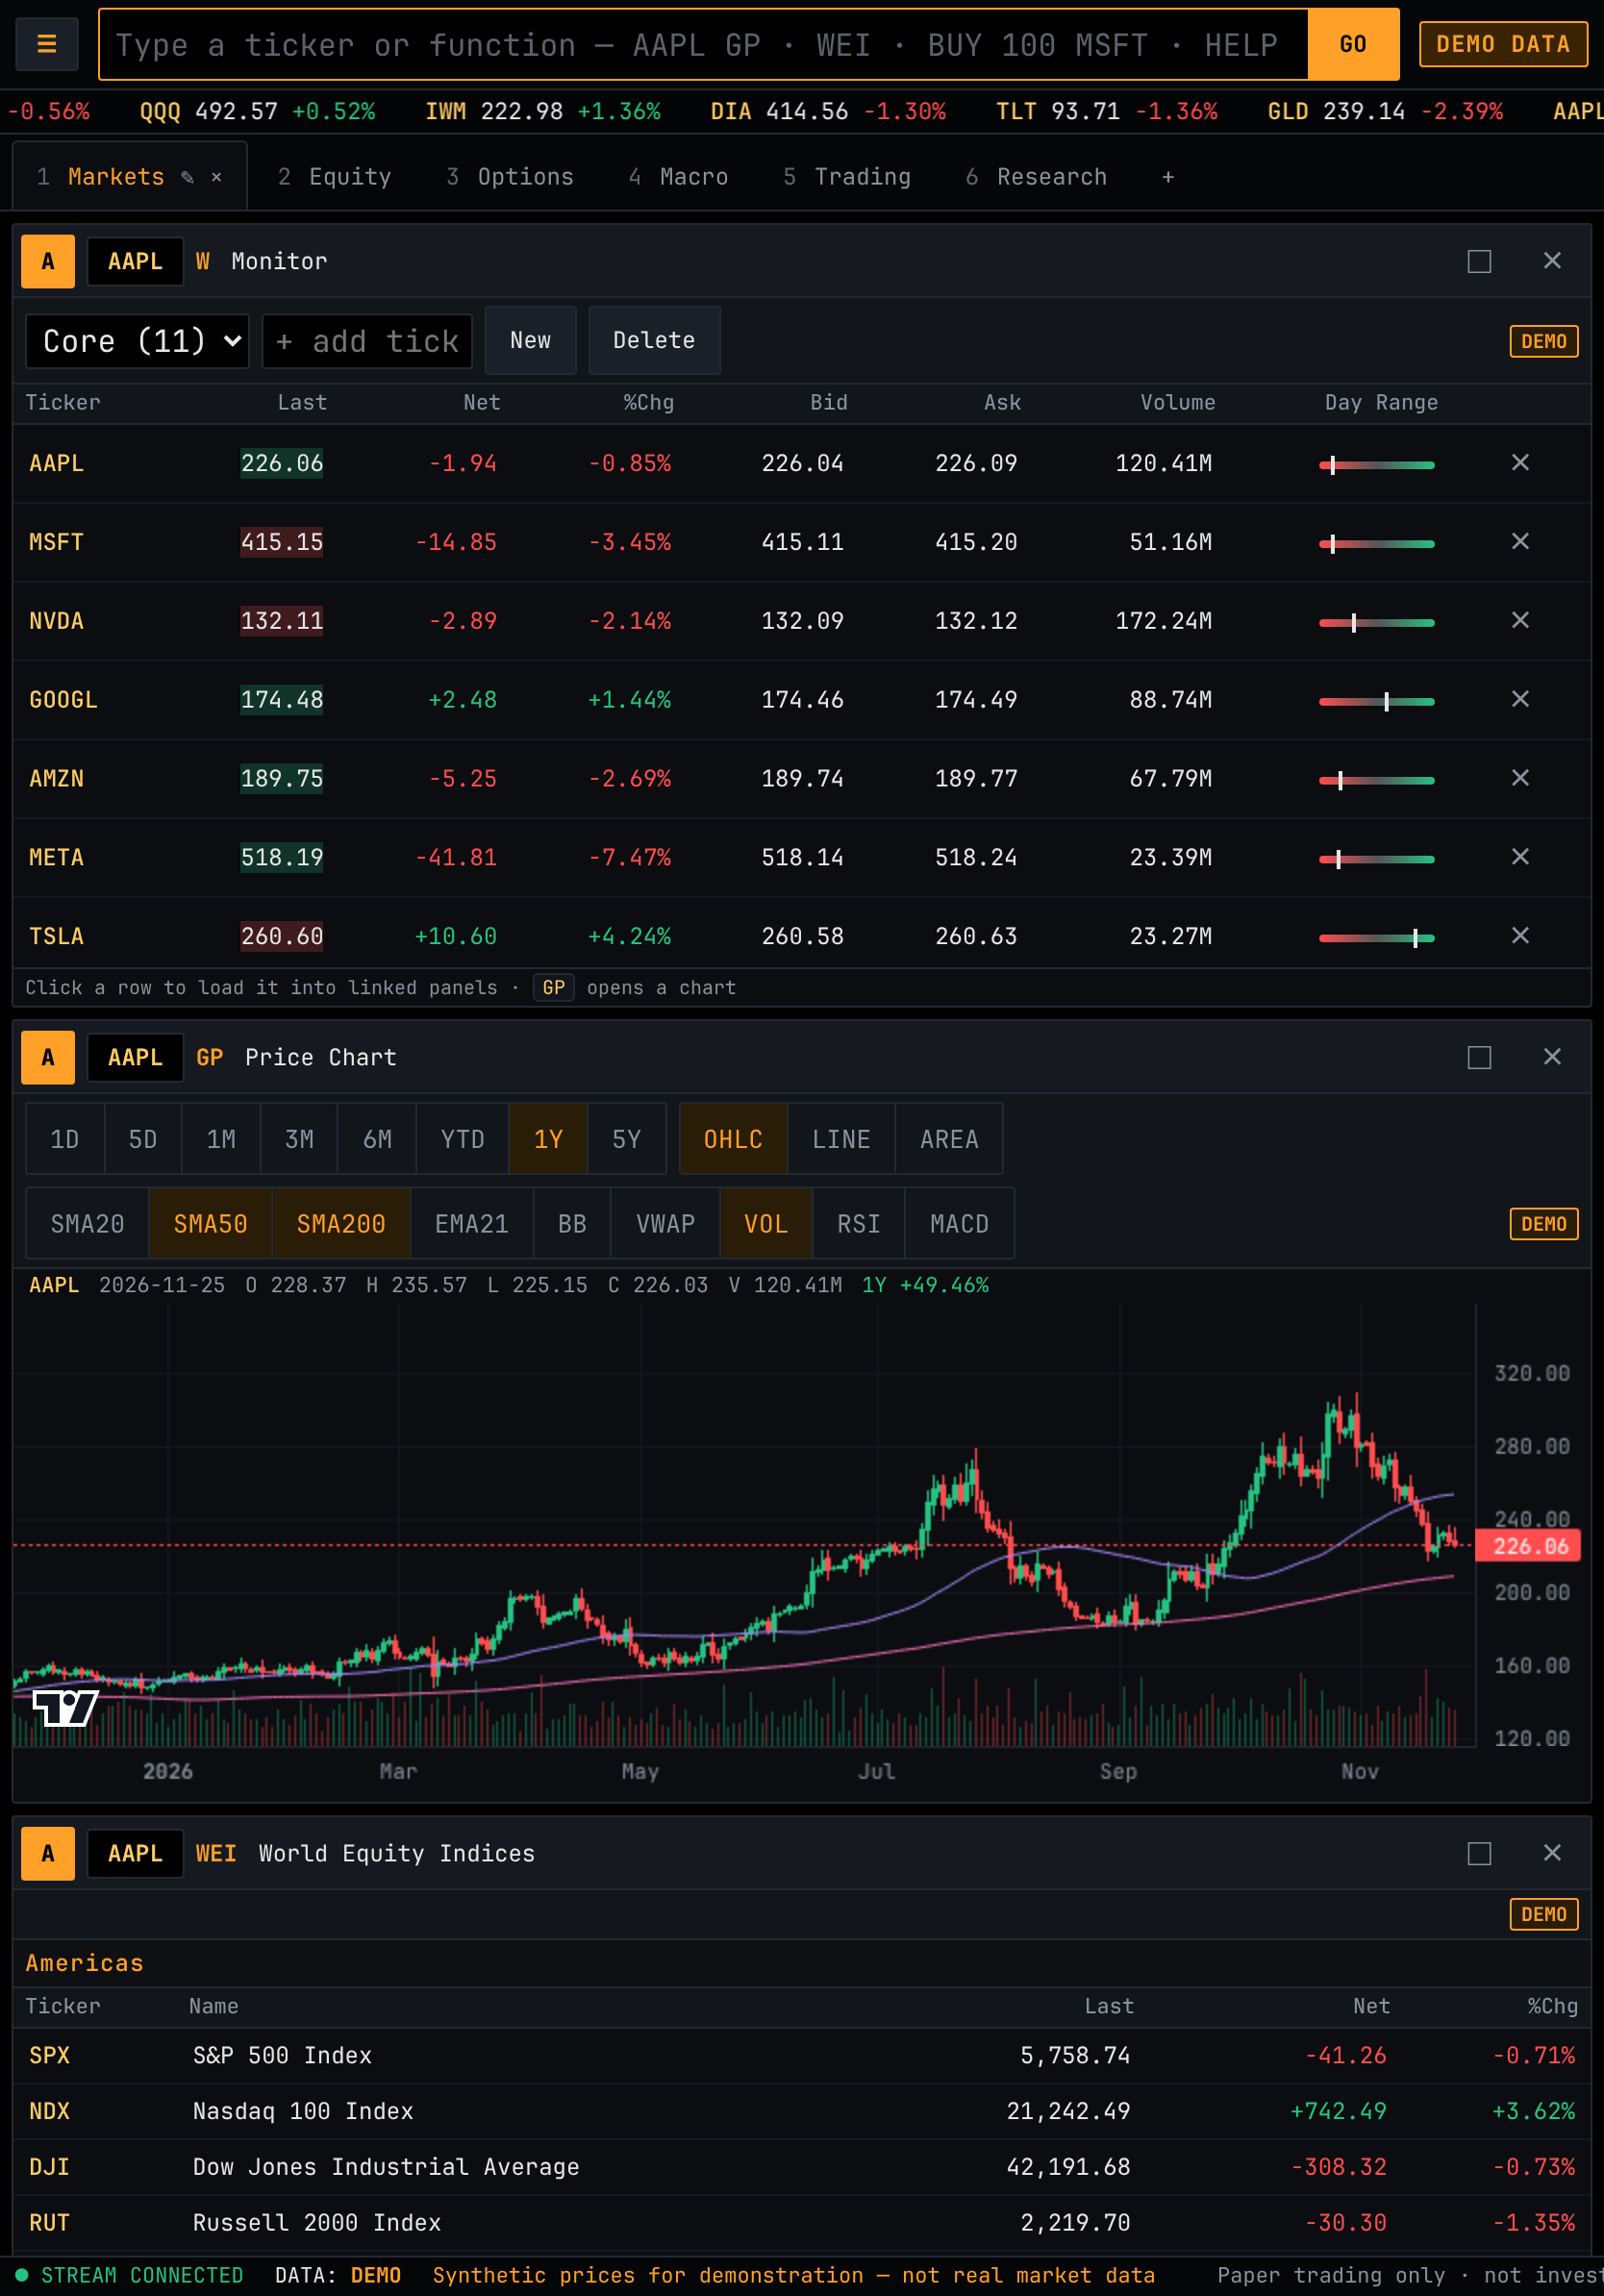 ☰ Type a ticker or function — AAPL GP · WEI · BUY 100 MSFT · HELP GO DEMO DATA
-0.56% QQQ 492.57 +0.52% IWM 222.98 +1.36% DIA 414.56 -1.30% TLT 93.71 -1.36% GLD 239.14 -2.39% AAPL
1 Markets ✎ × 2 Equity 3 Options 4 Macro 5 Trading 6 Research +
A AAPL W Monitor
Core (11) + add tick New Delete DEMO
Ticker Last Net %Chg Bid Ask Volume Day Range
AAPL 226.06 -1.94 -0.85% 226.04 226.09 120.41M ✕
MSFT 415.15 -14.85 -3.45% 415.11 415.20 51.16M ✕
NVDA 132.11 -2.89 -2.14% 132.09 132.12 172.24M ✕
GOOGL 174.48 +2.48 +1.44% 174.46 174.49 88.74M ✕
AMZN 189.75 -5.25 -2.69% 189.74 189.77 67.79M ✕
META 518.19 -41.81 -7.47% 518.14 518.24 23.39M ✕
TSLA 260.60 +10.60 +4.24% 260.58 260.63 23.27M ✕
Click a row to load it into linked panels · GP opens a chart
A AAPL GP Price Chart
1D 5D 1M 3M 6M YTD 1Y 5Y OHLC LINE AREA
SMA20 SMA50 SMA200 EMA21 BB VWAP VOL RSI MACD DEMO
AAPL 2026-11-25 O 228.37 H 235.57 L 225.15 C 226.03 V 120.41M 1Y +49.46%
320.00
280.00
240.00
226.06
200.00
160.00
120.00
2026 Mar May Jul Sep Nov
A AAPL WEI World Equity Indices
DEMO
Americas
Ticker Name Last Net %Chg
SPX S&P 500 Index 5,758.74 -41.26 -0.71%
NDX Nasdaq 100 Index 21,242.49 +742.49 +3.62%
DJI Dow Jones Industrial Average 42,191.68 -308.32 -0.73%
RUT Russell 2000 Index 2,219.70 -30.30 -1.35%
STREAM CONNECTED DATA: DEMO Synthetic prices for demonstration — not real market data Paper trading only · not invest